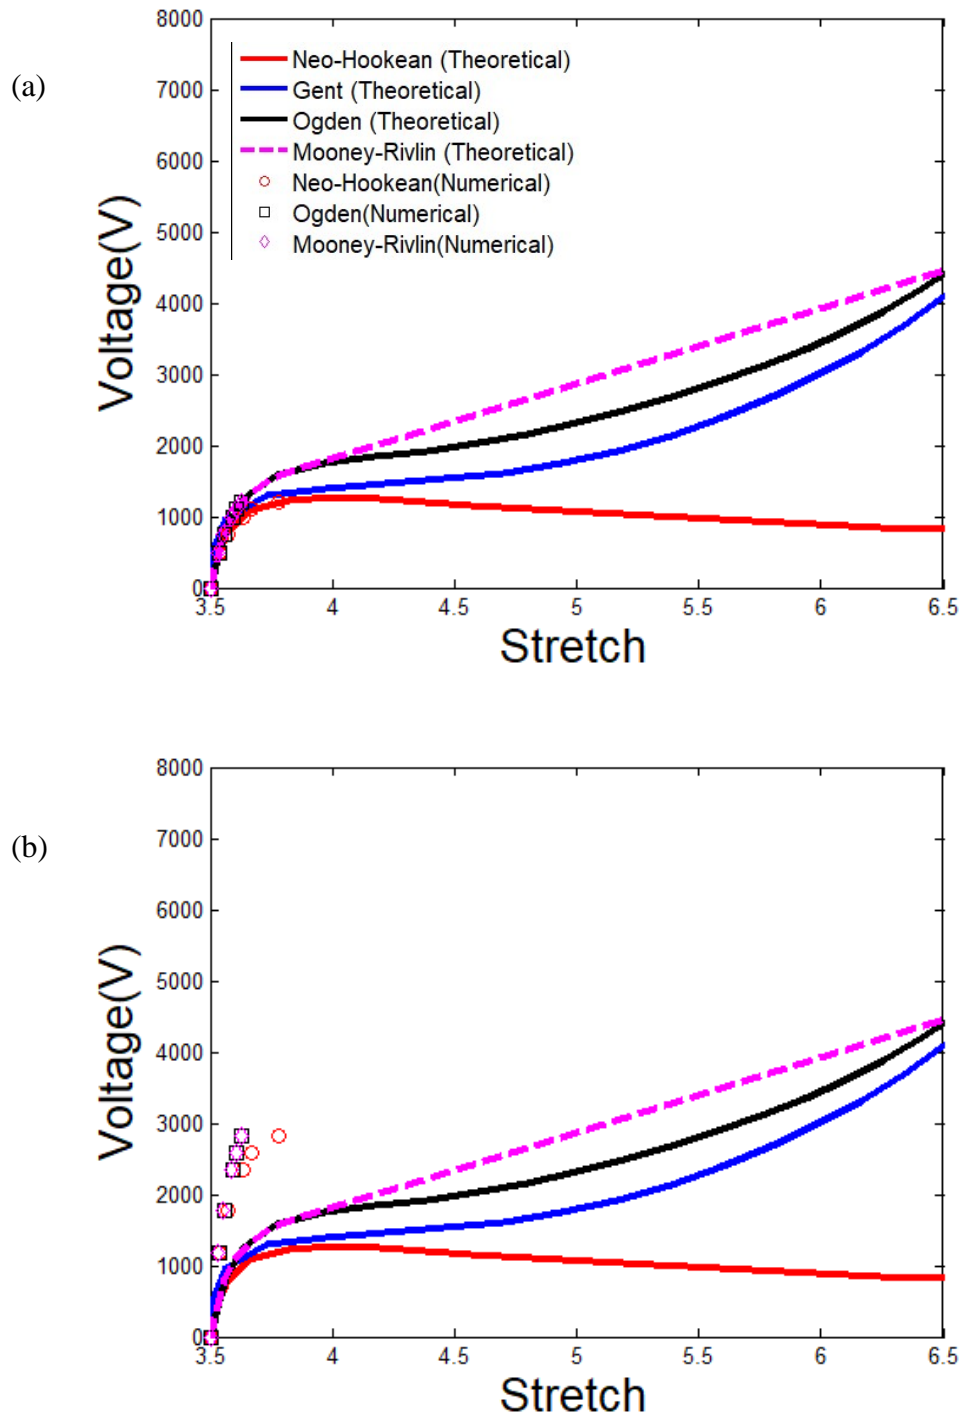 (a)
8000
7000
6000
5000
4000
3000
2000
1000
0
Voltage(V)
Neo-Hookean (Theoretical)
Gent (Theoretical)
Ogden (Theoretical)
Mooney-Rivlin (Theoretical)
Neo-Hookean(Numerical)
Ogden(Numerical)
Mooney-Rivlin(Numerical)
3.5 4 4.5 5 5.5 6 6.5
Stretch
(b)
8000
7000
6000
5000
4000
3000
2000
1000
0
Voltage(V)
3.5 4 4.5 5 5.5 6 6.5
Stretch